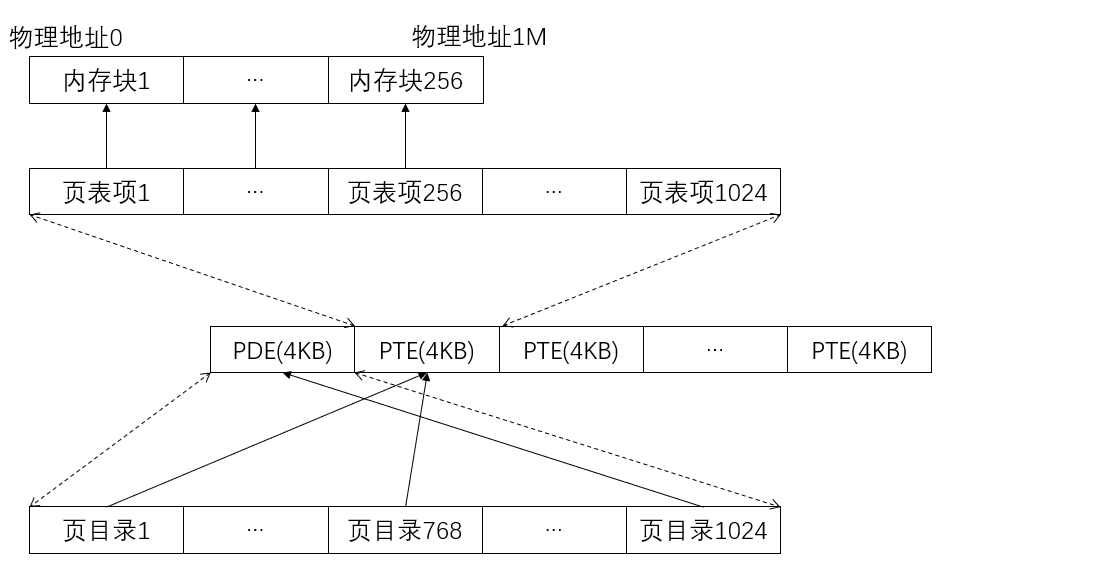 物理地址0 物理地址1M
内存块1 … 内存块256
页表项1 … 页表项256 … 页表项1024
PDE(4KB) PTE(4KB) PTE(4KB) … PTE(4KB)
页目录1 … 页目录768 … 页目录1024